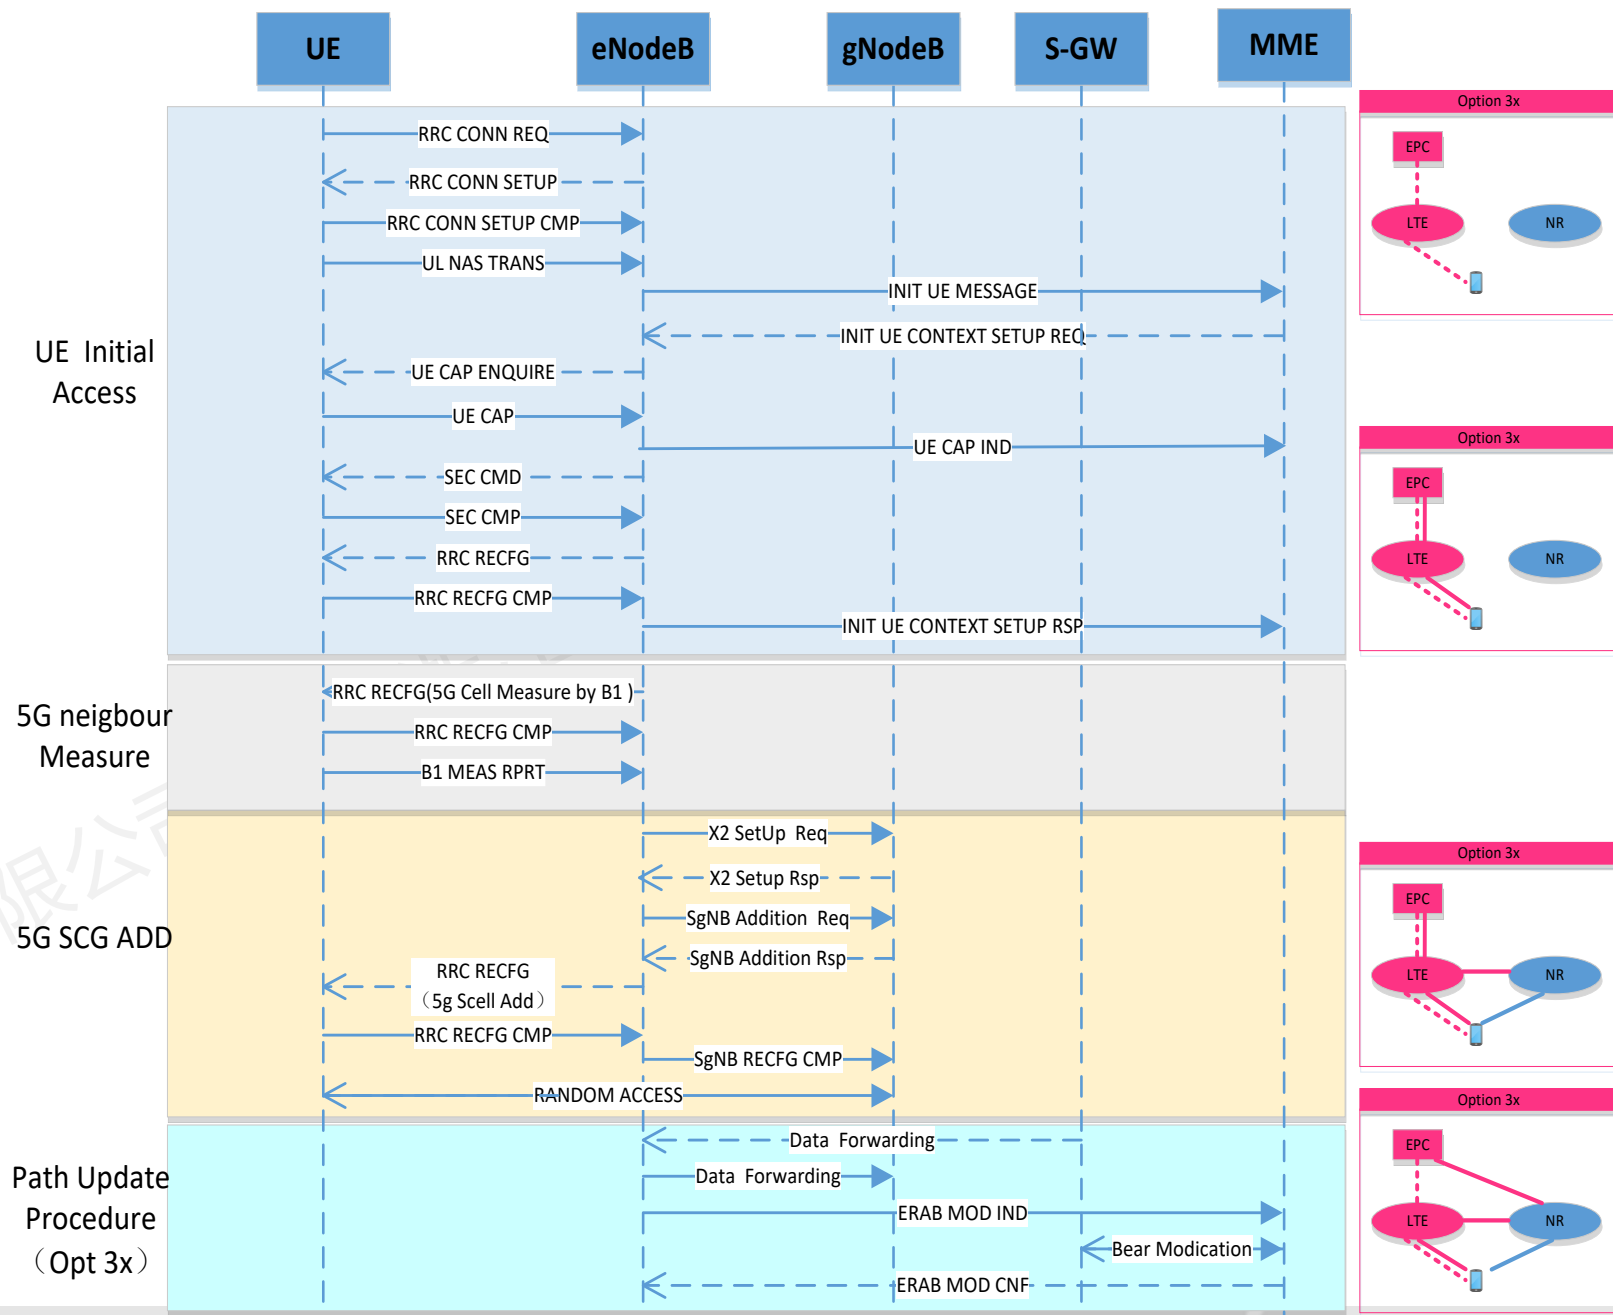 UE
eNodeB
gNodeB
S-GW
MME
UE Initial
Access
RRC CONN REQ
RRC CONN SETUP
RRC CONN SETUP CMP
UL NAS TRANS
INIT UE MESSAGE
INIT UE CONTEXT SETUP REQ
UE CAP ENQUIRE
UE CAP
UE CAP IND
SEC CMD
SEC CMP
RRC RECFG
RRC RECFG CMP
INIT UE CONTEXT SETUP RSP
5G neigbour
Measure
RRC RECFG(5G Cell Measure by B1 )
RRC RECFG CMP
B1 MEAS RPRT
5G SCG ADD
X2 SetUp Req
X2 Setup Rsp
SgNB Addition Req
SgNB Addition Rsp
RRC RECFG
（5g Scell Add）
RRC RECFG CMP
SgNB RECFG CMP
RANDOM ACCESS
Path Update
Procedure
（Opt 3x）
Data Forwarding
Data Forwarding
ERAB MOD IND
Bear Modication
ERAB MOD CNF
Option 3x
EPC
LTE
NR
Option 3x
EPC
LTE
NR
Option 3x
EPC
LTE
NR
Option 3x
EPC
LTE
NR
限公司